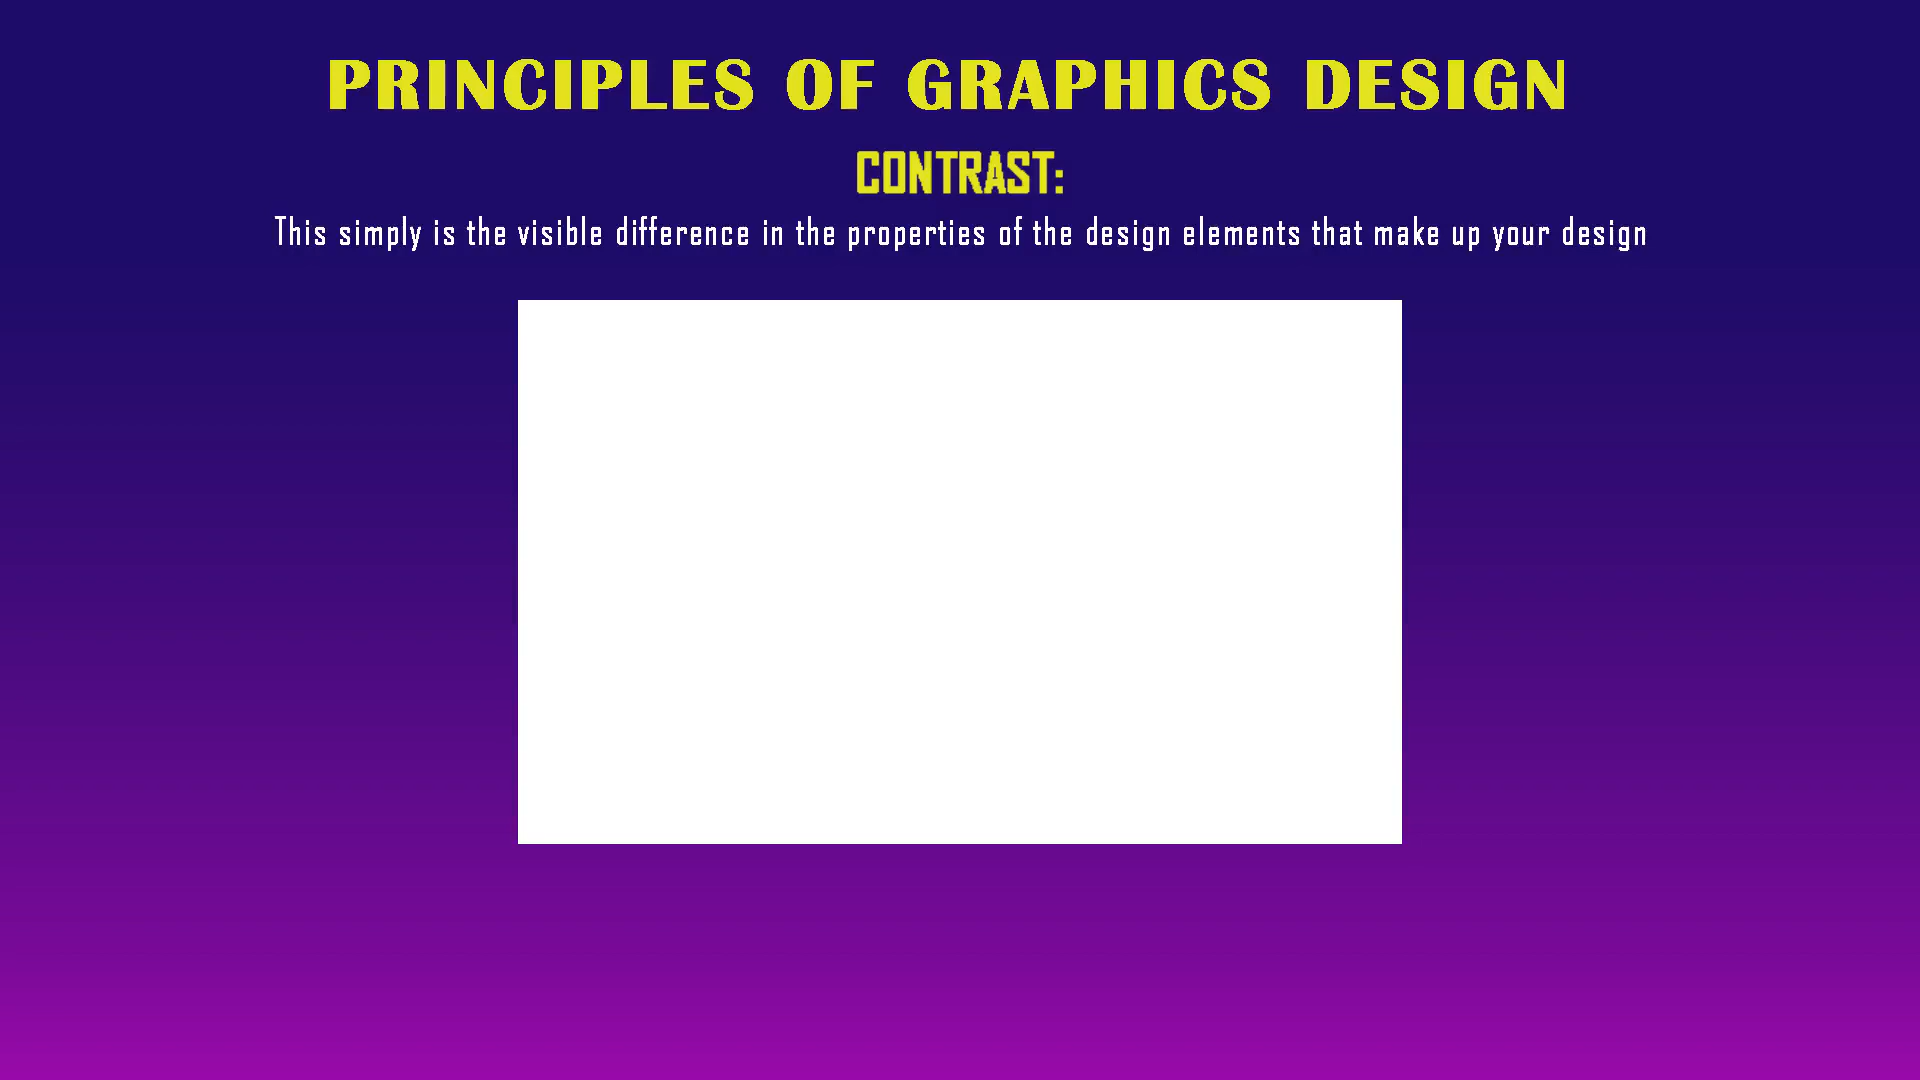 PRINCIPLES OF GRAPHICS DESIGN
CONTRAST:
This simply is the visible difference in the properties of the design elements that make up your design